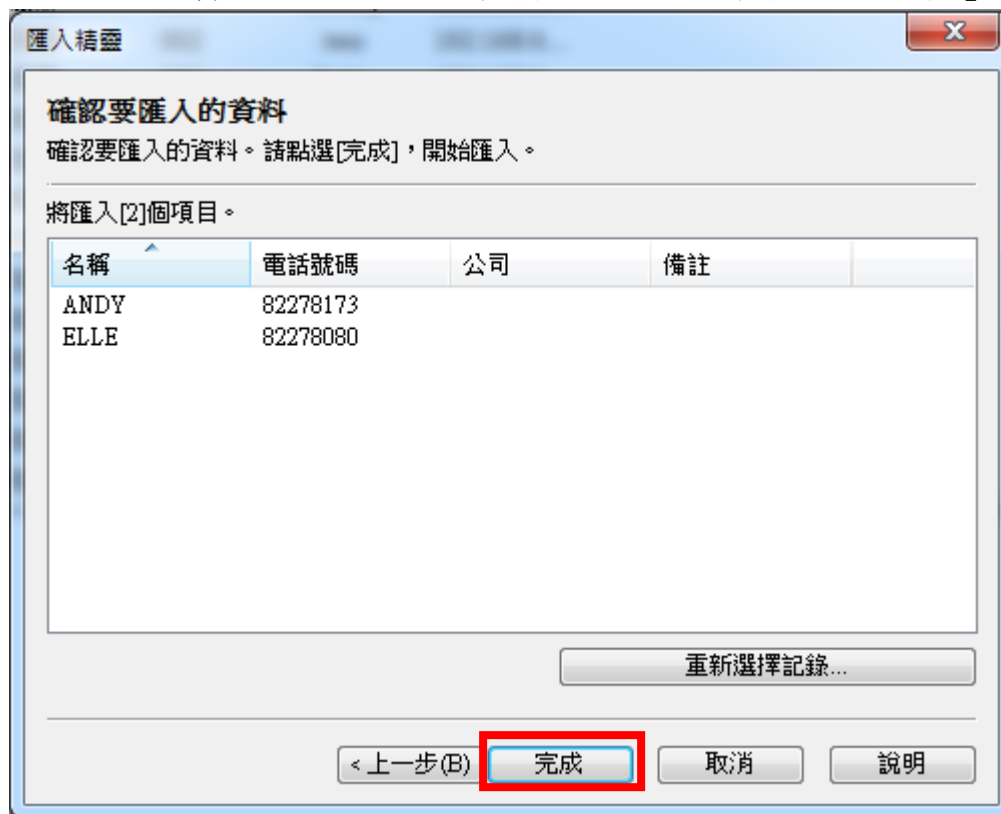 匯入精靈
確認要匯入的資料
確認要匯入的資料。請點選[完成]，開始匯入。
將匯入[2]個項目。
名稱 電話號碼 公司 備註
ANDY 82278173
ELLE 82278080
重新選擇記錄...
<上一步(B) 完成 取消 說明